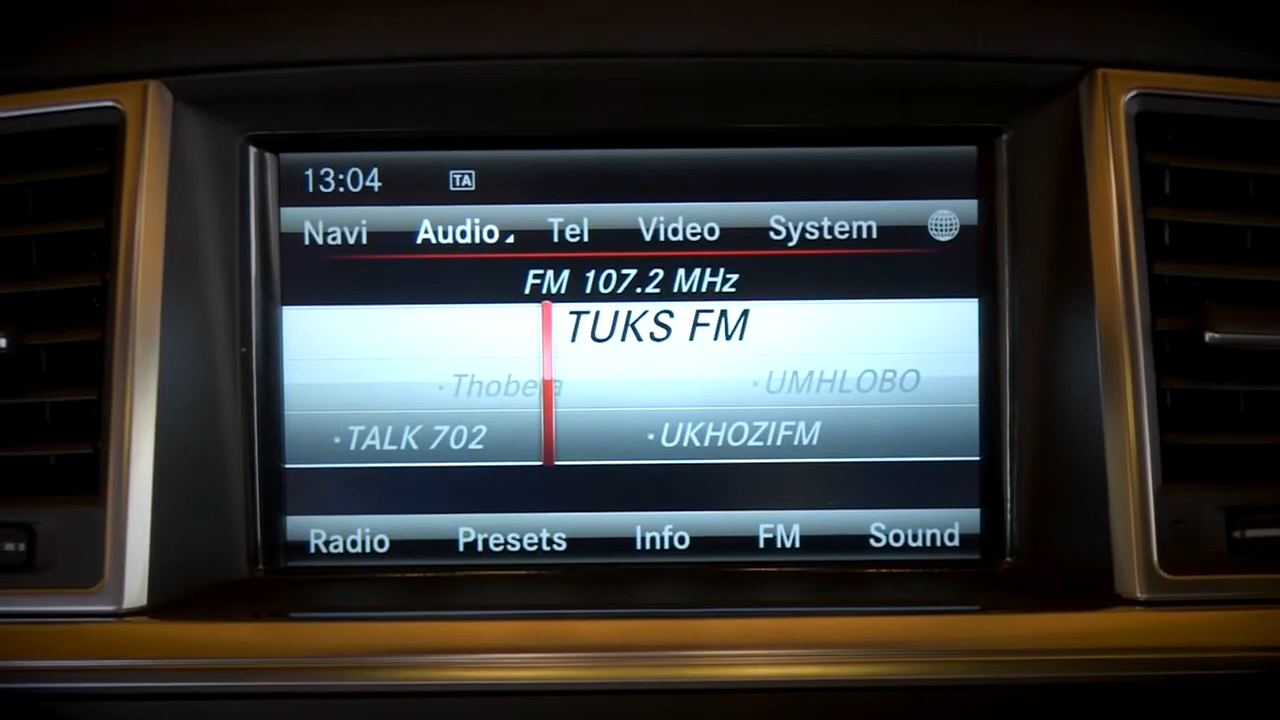 13:04 TA
Navi Audio Tel Video System
FM 107.2 MHz
TUKS FM
·Thobela ·UMHLOBO
·TALK 702 ·UKHOZIFM
Radio Presets Info FM Sound